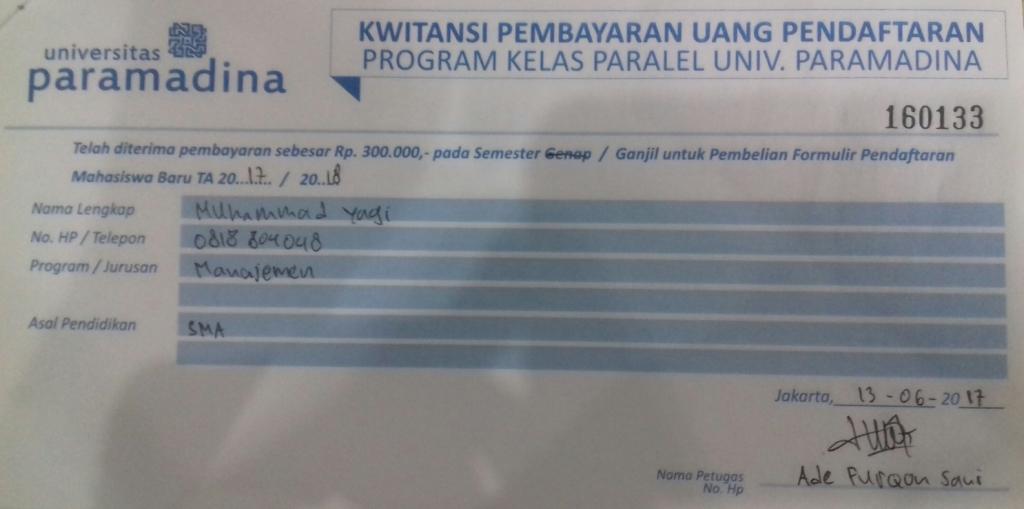 universitas
paramadina
KWITANSI PEMBAYARAN UANG PENDAFTARAN
PROGRAM KELAS PARALEL UNIV. PARAMADINA
160133
Telah diterima pembayaran sebesar Rp. 300.000,- pada Semester Genap / Ganjil untuk Pembelian Formulir Pendaftaran
Mahasiswa Baru TA 20..17.. / 20..18
Nama Lengkap Muhammad Yagi
No. HP / Telepon 0818 804048
Program / Jurusan Manajemen
Asal Pendidikan SMA
Jakarta, 13 - 06 - 2017
Nama Petugas Ade Furqon Sauri
No. Hp